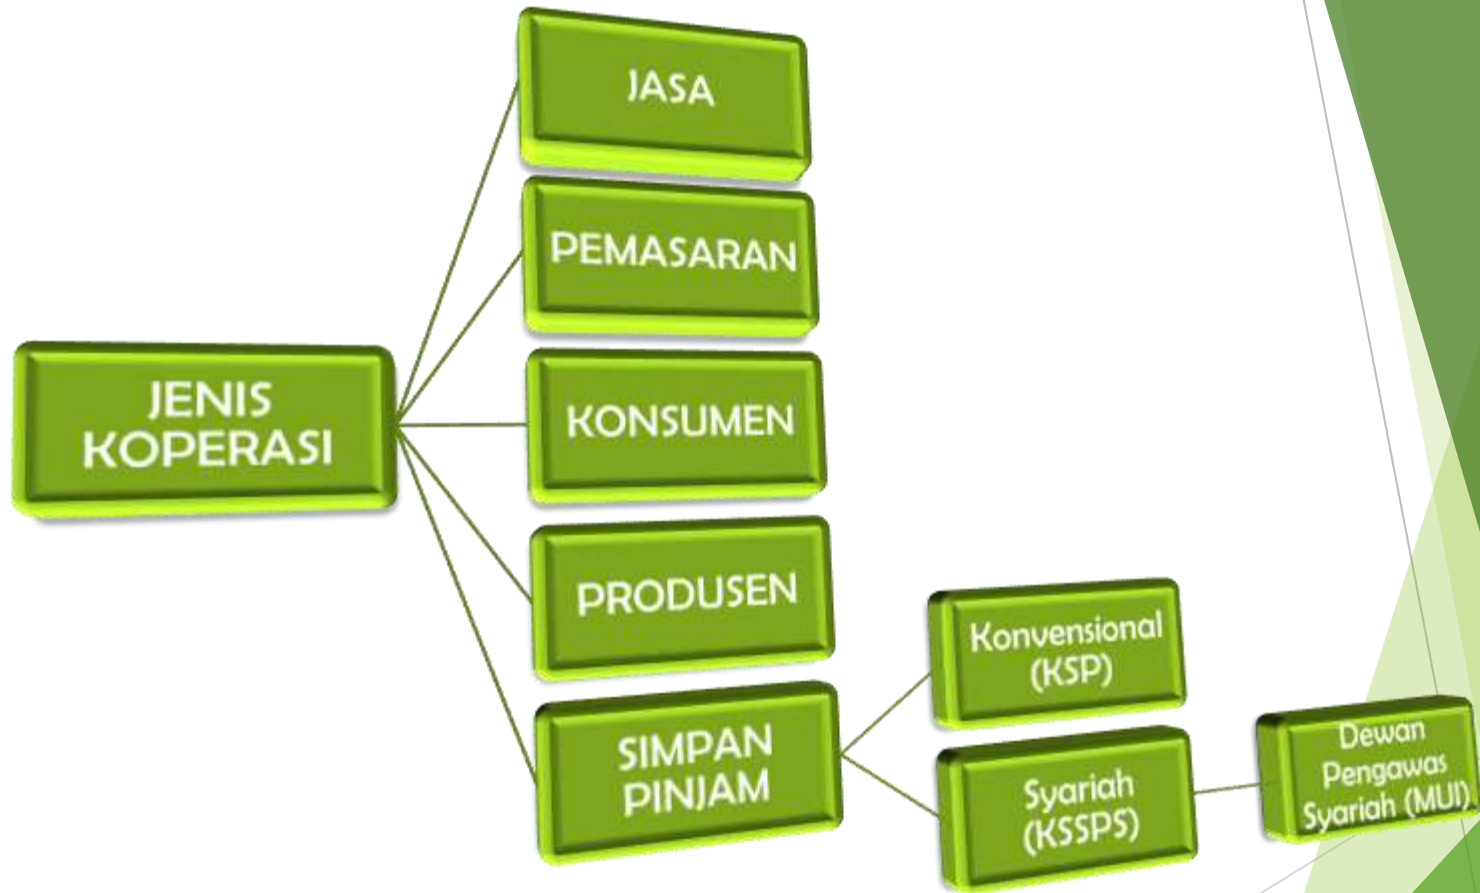 JASA
PEMASARAN
JENIS
KOPERASI
KONSUMEN
PRODUSEN
SIMPAN
PINJAM
Konvensional
(KSP)
Syariah
(KSSPS)
Dewan
Pengawas
Syariah (MUI)